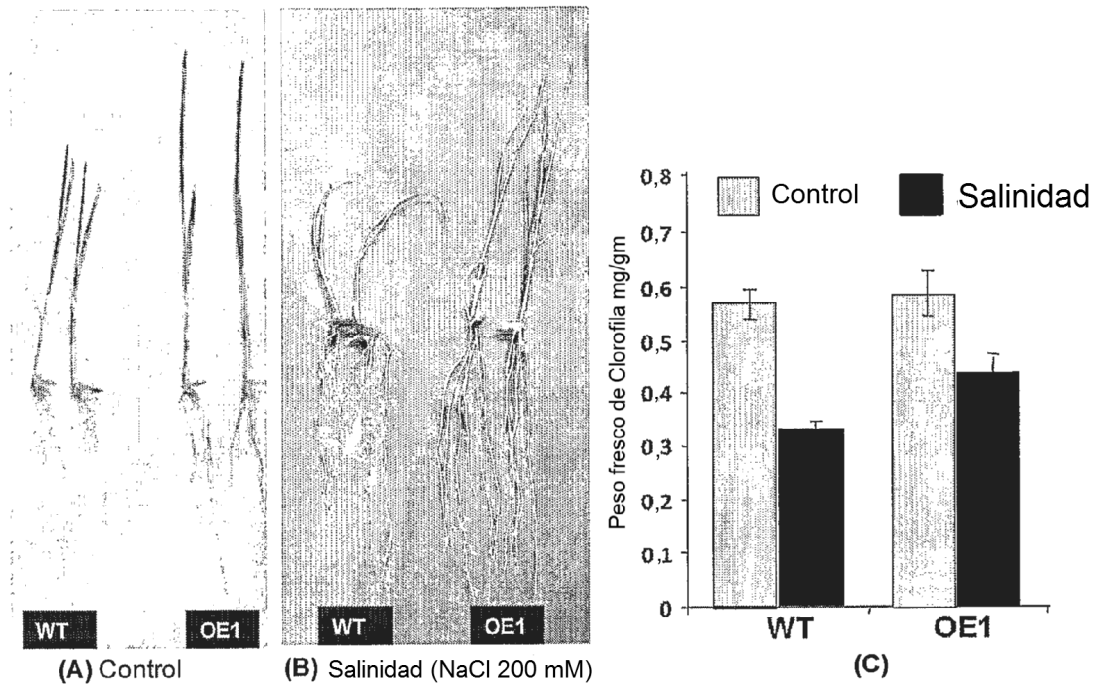 WT
OE1
(A) Control
WT
OE1
(B) Salinidad (NaCl 200 mM)
Peso fresco de Clorofila mg/gm
0,8
0,7
0,6
0,5
0,4
0,3
0,2
0,1
0
Control
Salinidad
WT
OE1
(C)